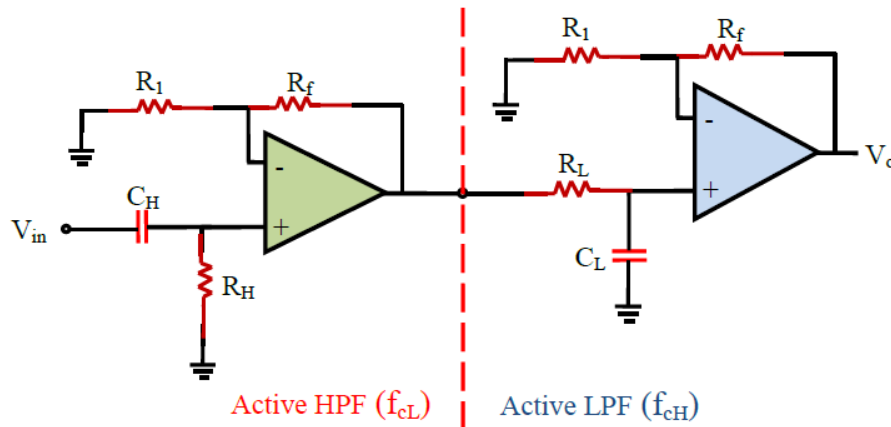 R1
Rf
-
+
CH
Vin
RH
R1
Rf
-
+
RL
CL
Active HPF (fcL)
Active LPF (fcH)